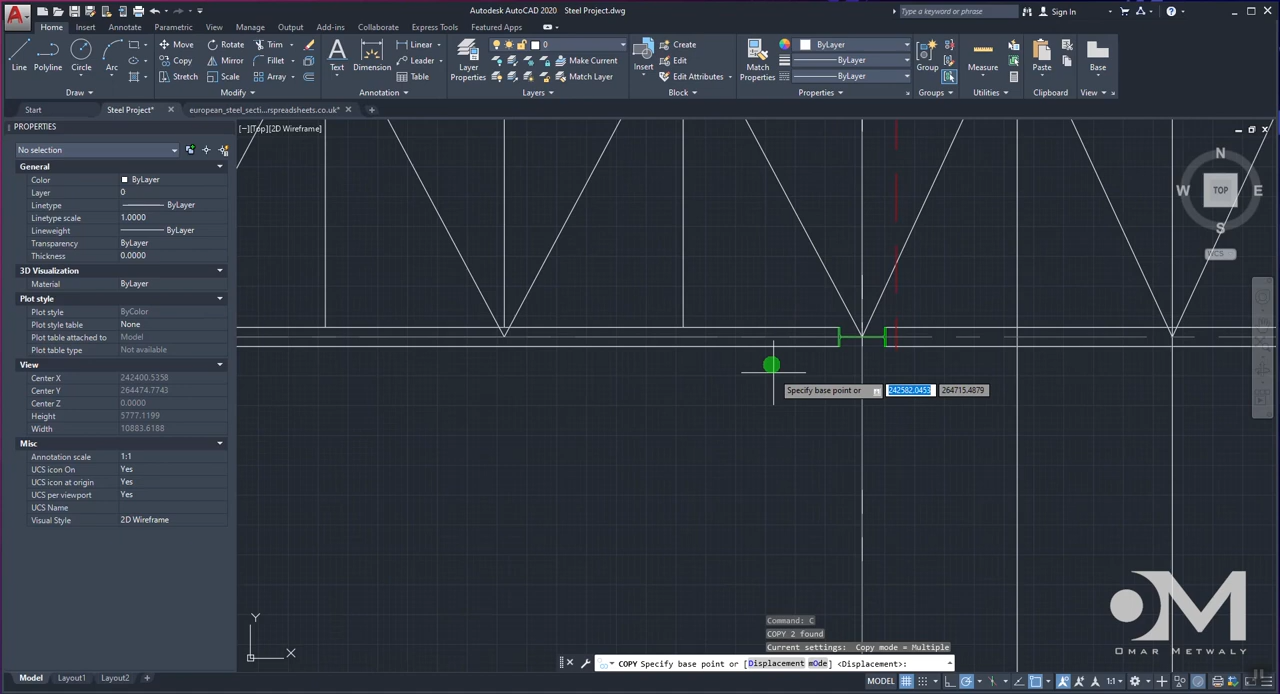 Autodesk AutoCAD 2020 Steel Project.dwg
Type a keyword or phrase
Sign In
Home Insert Annotate Parametric View Manage Output Add-ins Collaborate Express Tools Featured Apps
Line Polyline Circle Arc
Move Rotate Trim
Copy Mirror Fillet
Stretch Scale Array
Text Dimension
Linear
Leader
Table
Layer Properties
0
Make Current
Match Layer
Insert
Create
Edit
Edit Attributes
Match Properties
ByLayer
ByLayer
ByLayer
Group
Measure
Paste
Base
Draw Modify Annotation Layers Block Properties Groups Utilities Clipboard View
Start Steel Project* european_steel_secti...rspreadsheets.co.uk*
PROPERTIES
[−][Top][2D Wireframe]
No selection
General
Color ByLayer
Layer 0
Linetype ByLayer
Linetype scale 1.0000
Lineweight ByLayer
Transparency ByLayer
Thickness 0.0000
3D Visualization
Material ByLayer
Plot style
Plot style ByColor
Plot style table None
Plot table attached to Model
Plot table type Not available
View
Center X 242400.5358
Center Y 264474.7743
Center Z 0.0000
Height 5777.1199
Width 10883.6188
Misc
Annotation scale 1:1
UCS icon On Yes
UCS icon at origin Yes
UCS per viewport Yes
UCS Name
Visual Style 2D Wireframe
N
W TOP E
S
WCS
Specify base point or 242582.0453 264715.4879
Y
X
Command: C
COPY 2 found
Current settings: Copy mode = Multiple
COPY Specify base point or [Displacement mOde] <Displacement>:
OM
OMAR METWALY
Model Layout1 Layout2
MODEL 1:1